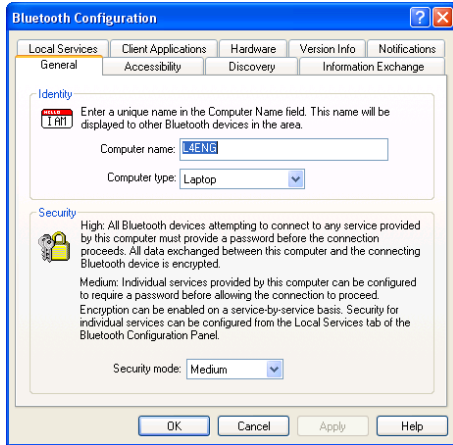 Bluetooth Configuration
Local Services Client Applications Hardware Version Info Notifications
General Accessibility Discovery Information Exchange
Identity
HELLO
I AM
Enter a unique name in the Computer Name field. This name will be
displayed to other Bluetooth devices in the area.
Computer name: L4ENG
Computer type: Laptop
Security
High: All Bluetooth devices attempting to connect to any service provided
by this computer must provide a password before the connection
proceeds. All data exchanged between this computer and the connecting
Bluetooth device is encrypted.
Medium: Individual services provided by this computer can be configured
to require a password before allowing the connection to proceed.
Encryption can be enabled on a service-by-service basis. Security for
individual services can be configured from the Local Services tab of the
Bluetooth Configuration Panel.
Security mode: Medium
OK Cancel Apply Help